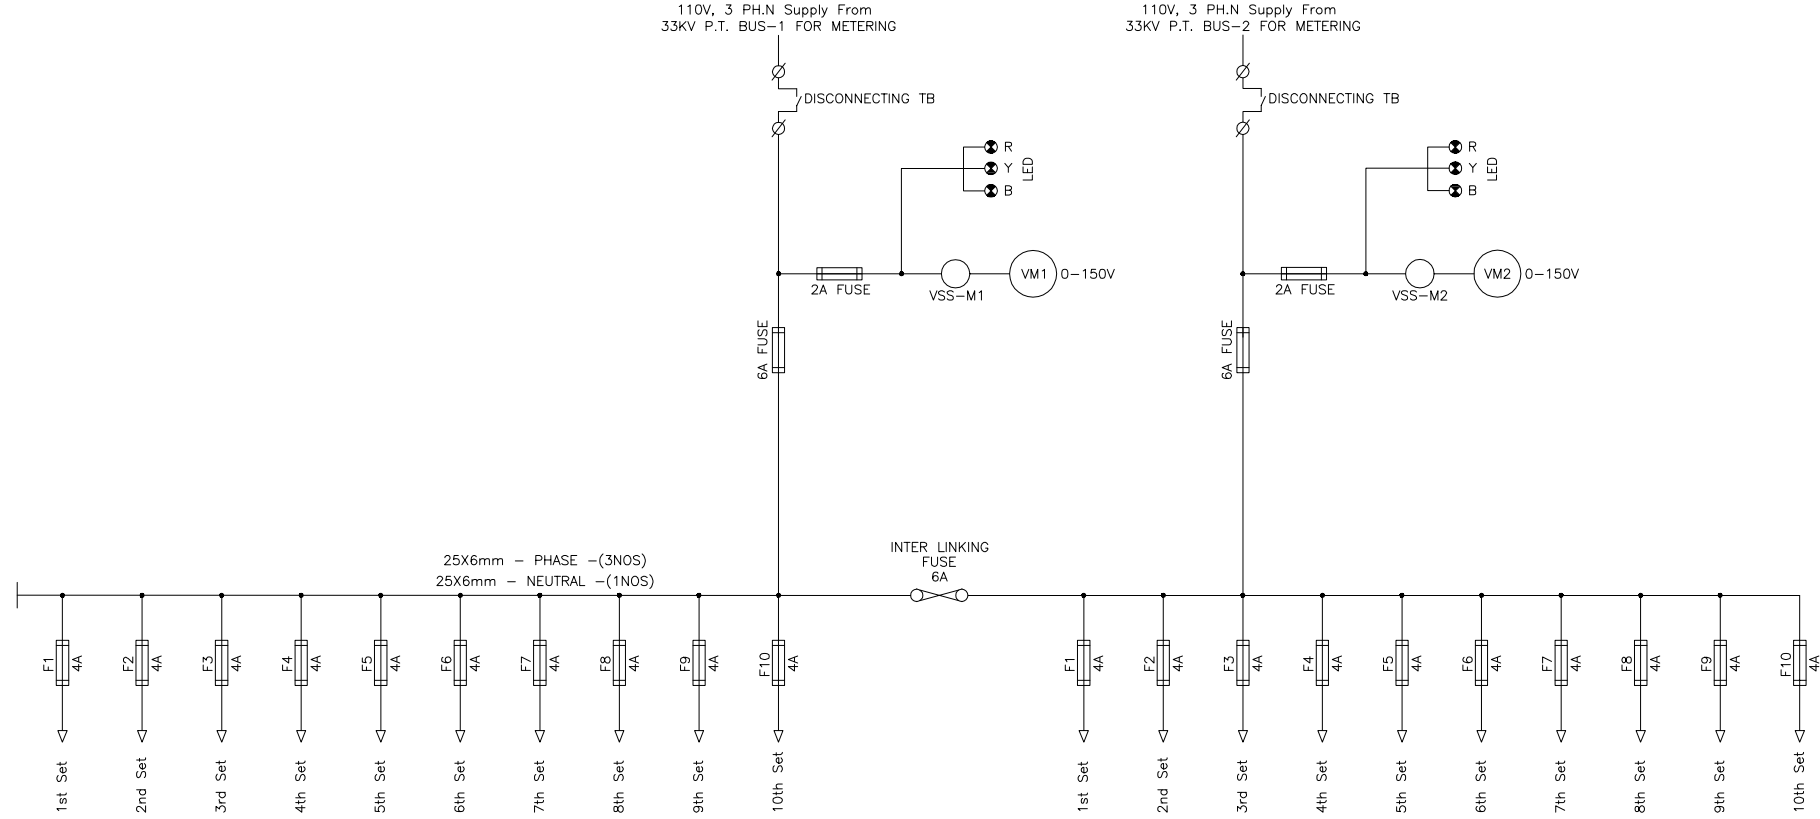 110V, 3 PH.N Supply From
33KV P.T. BUS-1 FOR METERING
110V, 3 PH.N Supply From
33KV P.T. BUS-2 FOR METERING
DISCONNECTING TB
DISCONNECTING TB
R
Y
B
LED
R
Y
B
LED
2A FUSE
VSS-M1
VM1
0-150V
2A FUSE
VSS-M2
VM2
0-150V
6A FUSE
6A FUSE
25X6mm - PHASE -(3NOS)
25X6mm - NEUTRAL -(1NOS)
INTER LINKING
FUSE
6A
F1
4A
F2
4A
F3
4A
F4
4A
F5
4A
F6
4A
F7
4A
F8
4A
F9
4A
F10
4A
F1
4A
F2
4A
F3
4A
F4
4A
F5
4A
F6
4A
F7
4A
F8
4A
F9
4A
F10
4A
1st Set
2nd Set
3rd Set
4th Set
5th Set
6th Set
7th Set
8th Set
9th Set
10th Set
1st Set
2nd Set
3rd Set
4th Set
5th Set
6th Set
7th Set
8th Set
9th Set
10th Set